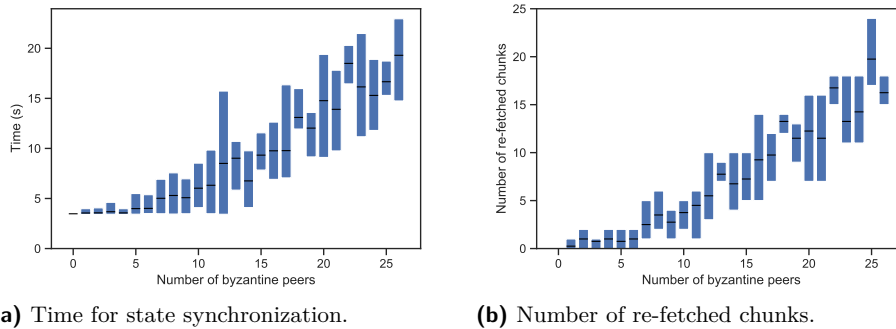 20
15
10
5
0
Time (s)
0 5 10 15 20 25
Number of byzantine peers
a) Time for state synchronization.
25
20
15
10
5
0
Number of re-fetched chunks
0 5 10 15 20 25
Number of byzantine peers
(b) Number of re-fetched chunks.